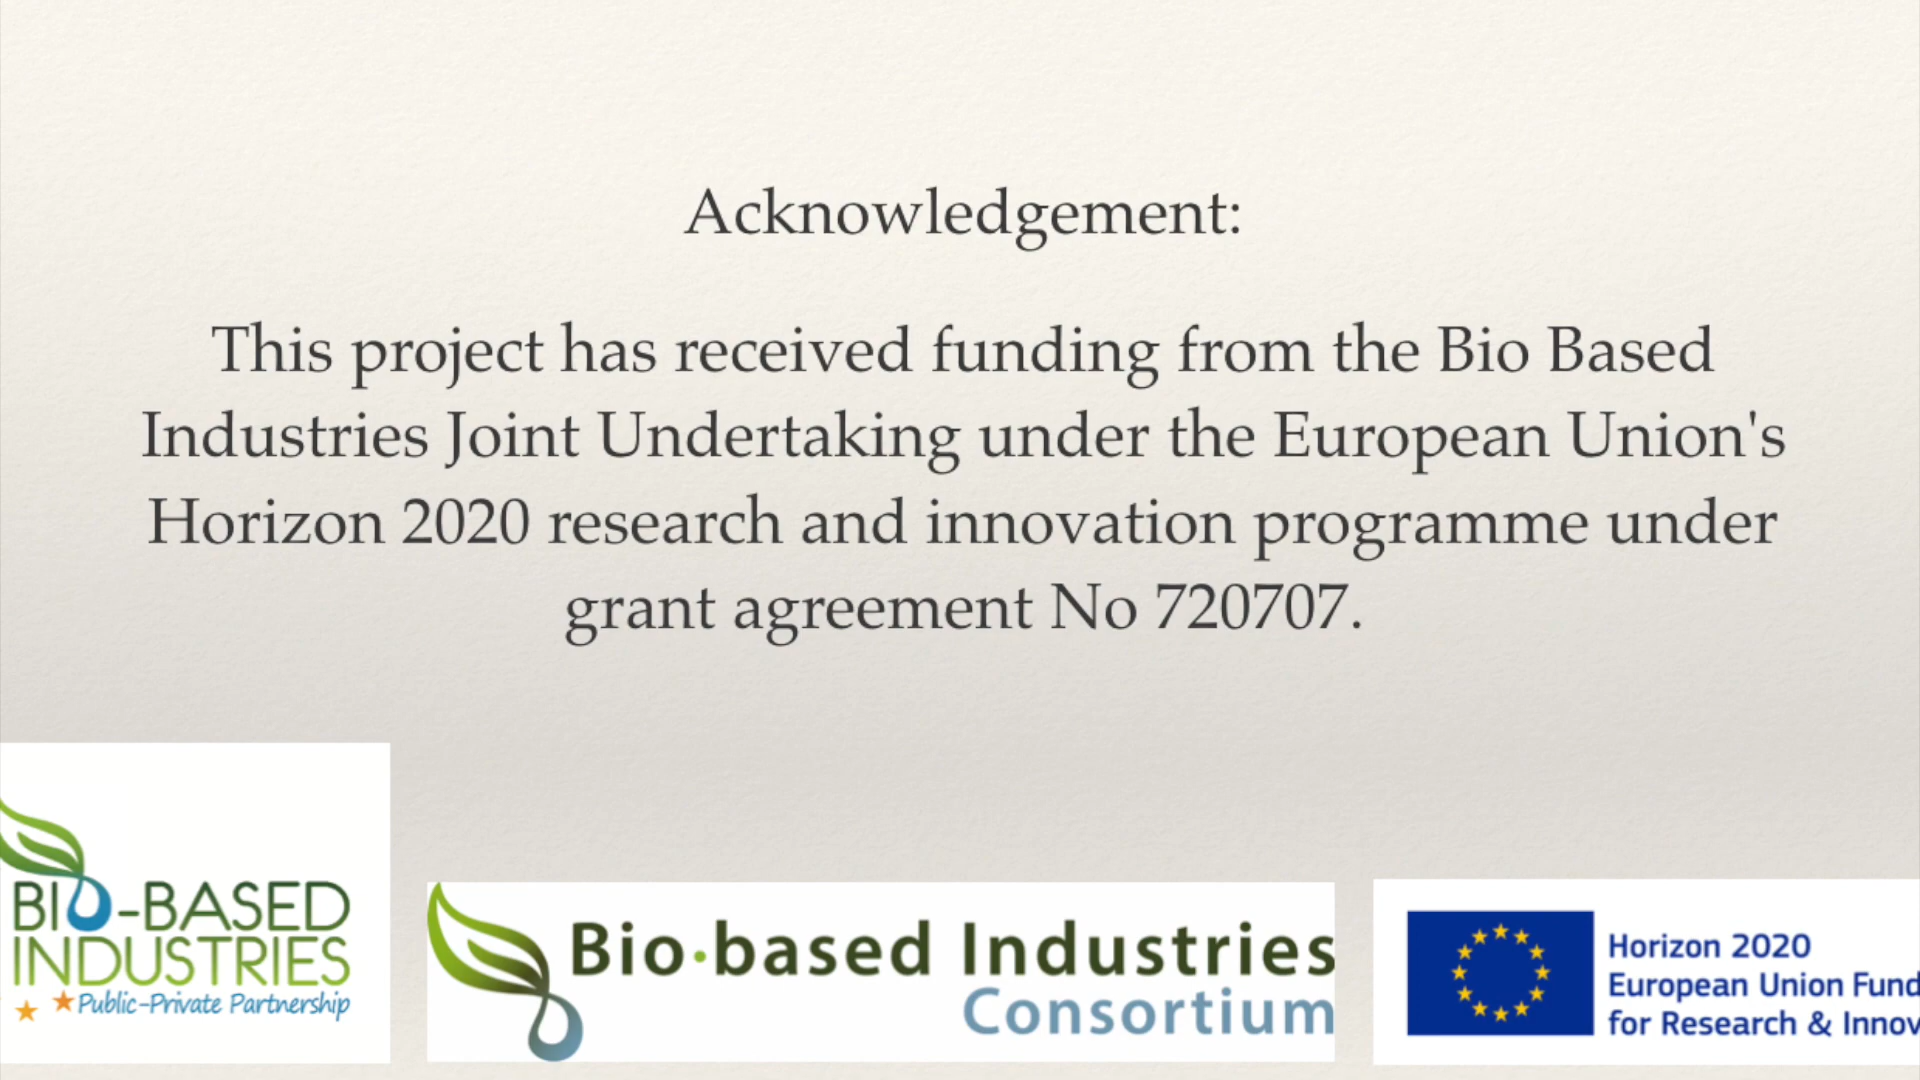 Acknowledgement:
This project has received funding from the Bio Based
Industries Joint Undertaking under the European Union's
Horizon 2020 research and innovation programme under
grant agreement No 720707.
BIO-BASED
INDUSTRIES
Public-Private Partnership
Bio·based Industries
Consortium
Horizon 2020
European Union Fund
for Research & Innov